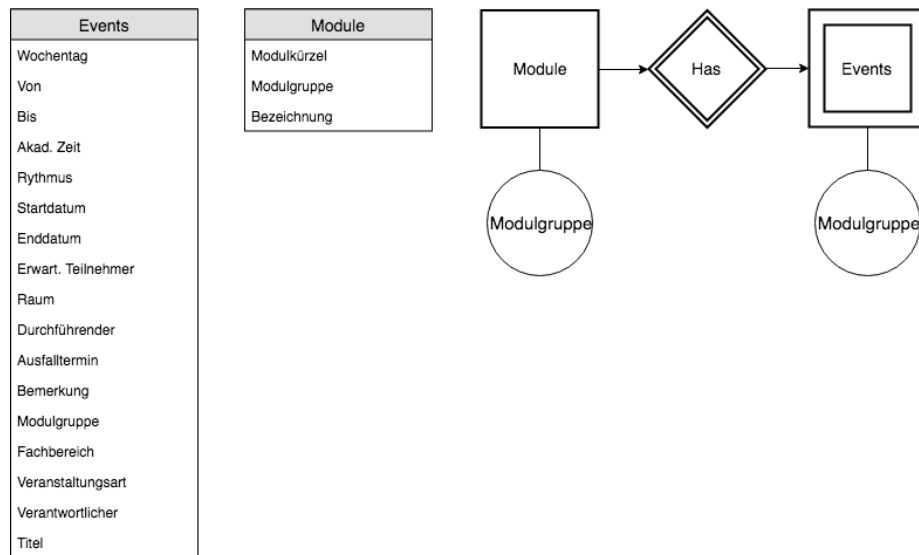 Events
Wochentag
Von
Bis
Akad. Zeit
Rythmus
Startdatum
Enddatum
Erwart. Teilnehmer
Raum
Durchführender
Ausfalltermin
Bemerkung
Modulgruppe
Fachbereich
Veranstaltungsart
Verantwortlicher
Titel
Module
Modulkürzel
Modulgruppe
Bezeichnung
Module
Has
Events
Modulgruppe
Modulgruppe